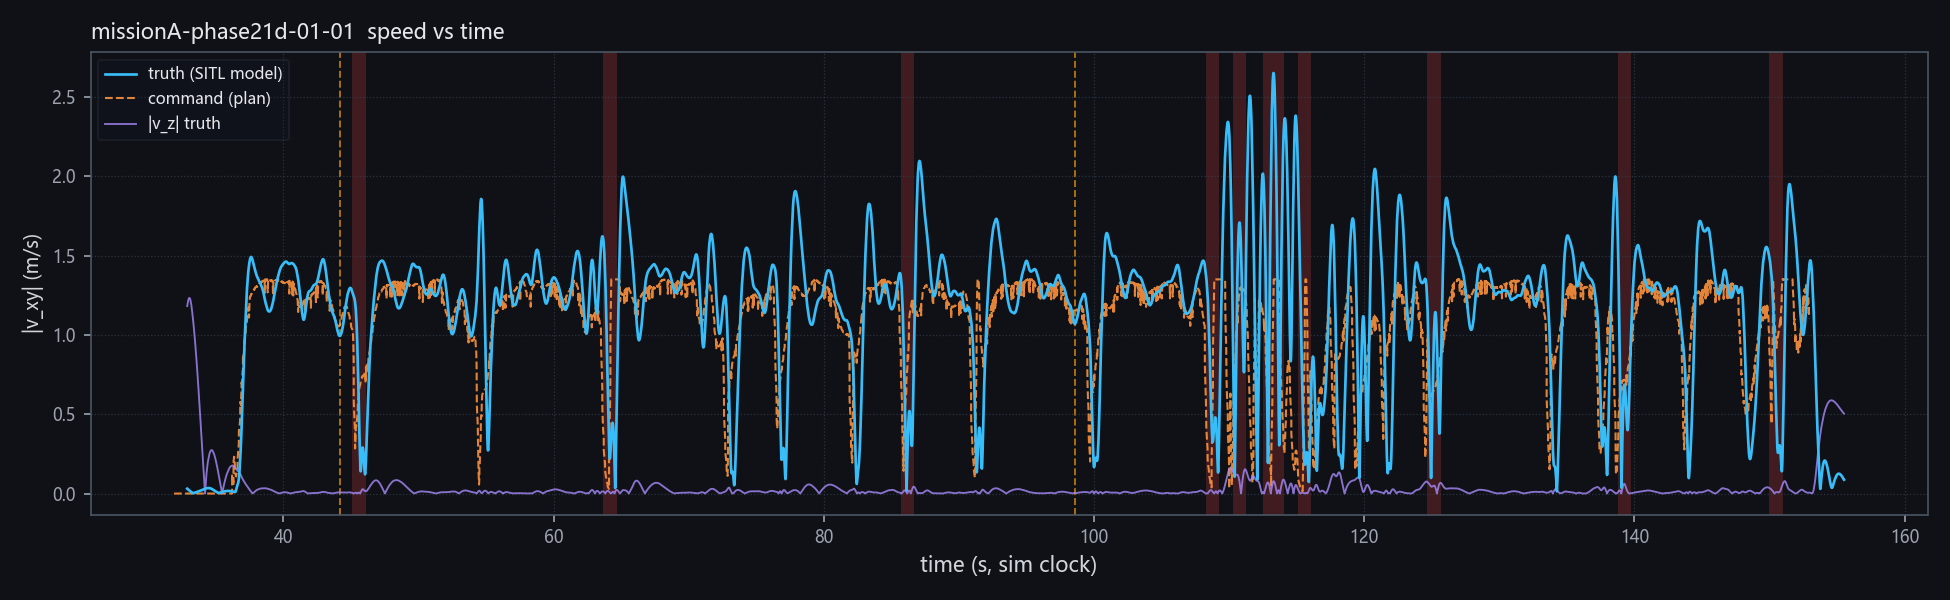 missionA-phase21d-01-01  speed vs time
truth (SITL model)
command (plan)
|v_z| truth
|v_xy| (m/s)
2.5
2.0
1.5
1.0
0.5
0.0
40
60
80
100
120
140
160
time (s, sim clock)